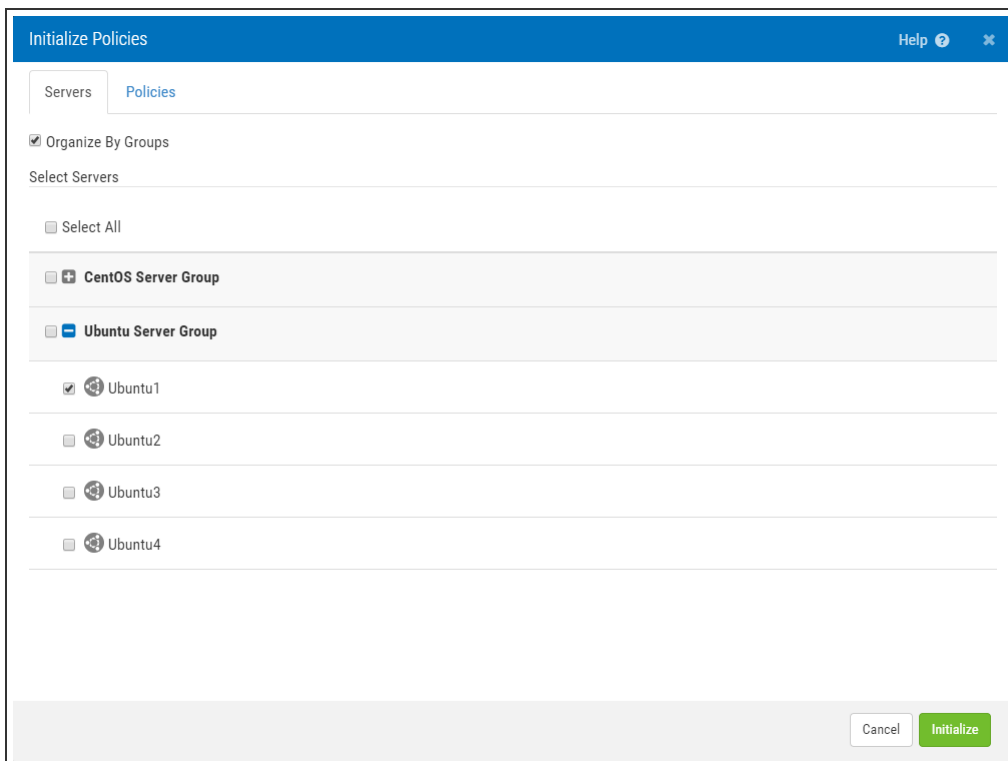 Initialize Policies Help
Servers Policies
Organize By Groups
Select Servers
Select All
CentOS Server Group
Ubuntu Server Group
Ubuntu1
Ubuntu2
Ubuntu3
Ubuntu4
Cancel Initialize